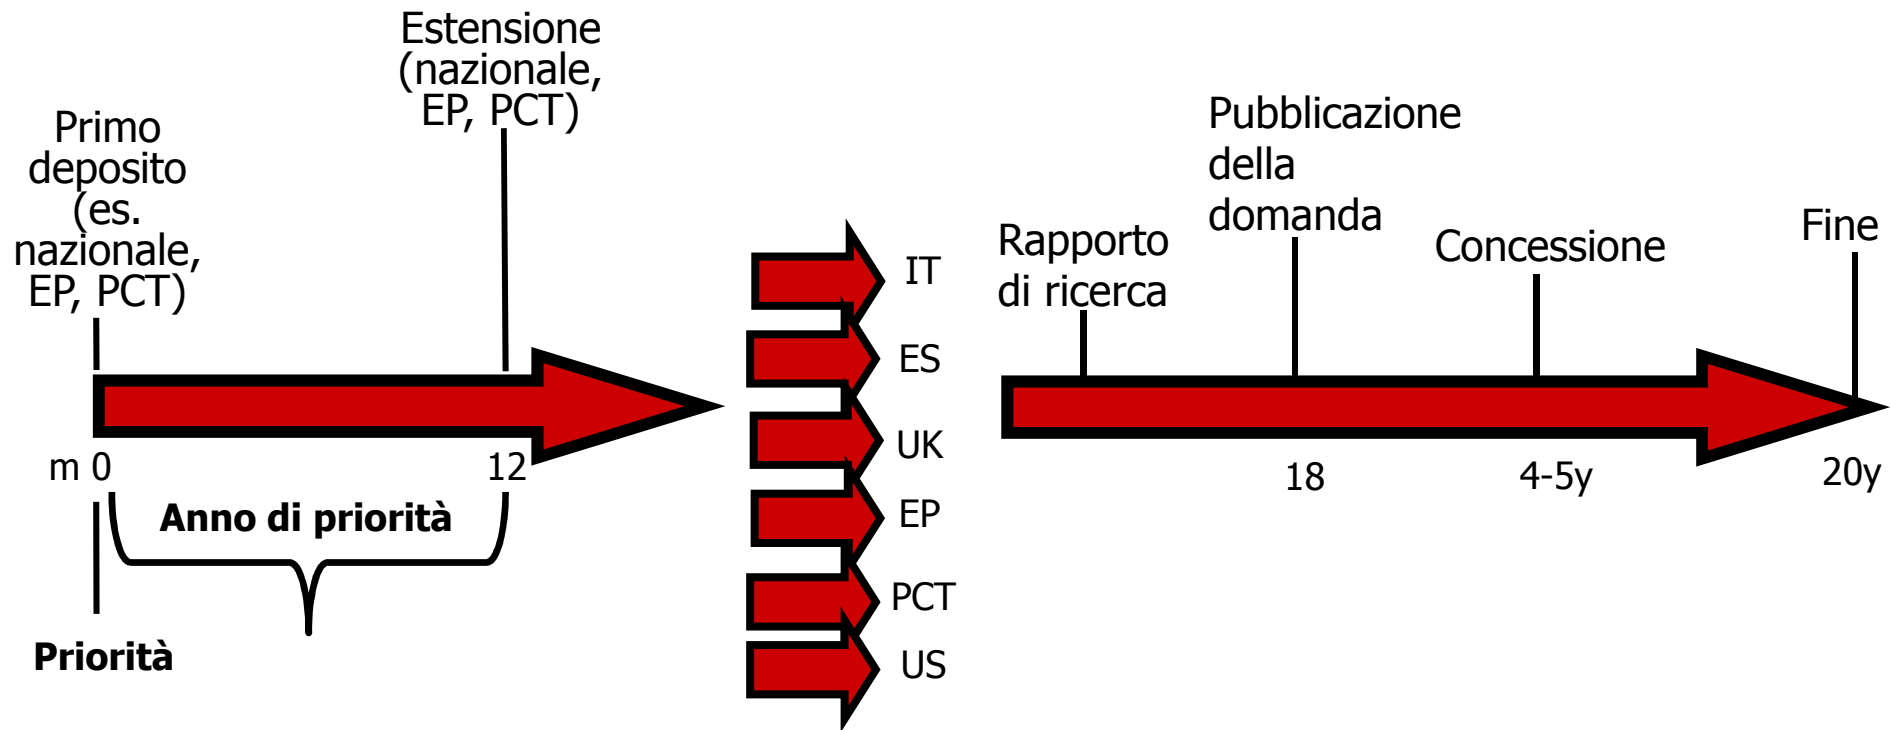 Primo
deposito
(es.
nazionale,
EP, PCT)
Estensione
(nazionale,
EP, PCT)
m 0
12
Anno di priorità
Priorità
IT
ES
UK
EP
PCT
US
Rapporto
di ricerca
Pubblicazione
della
domanda
Concessione
Fine
18
4-5y
20y